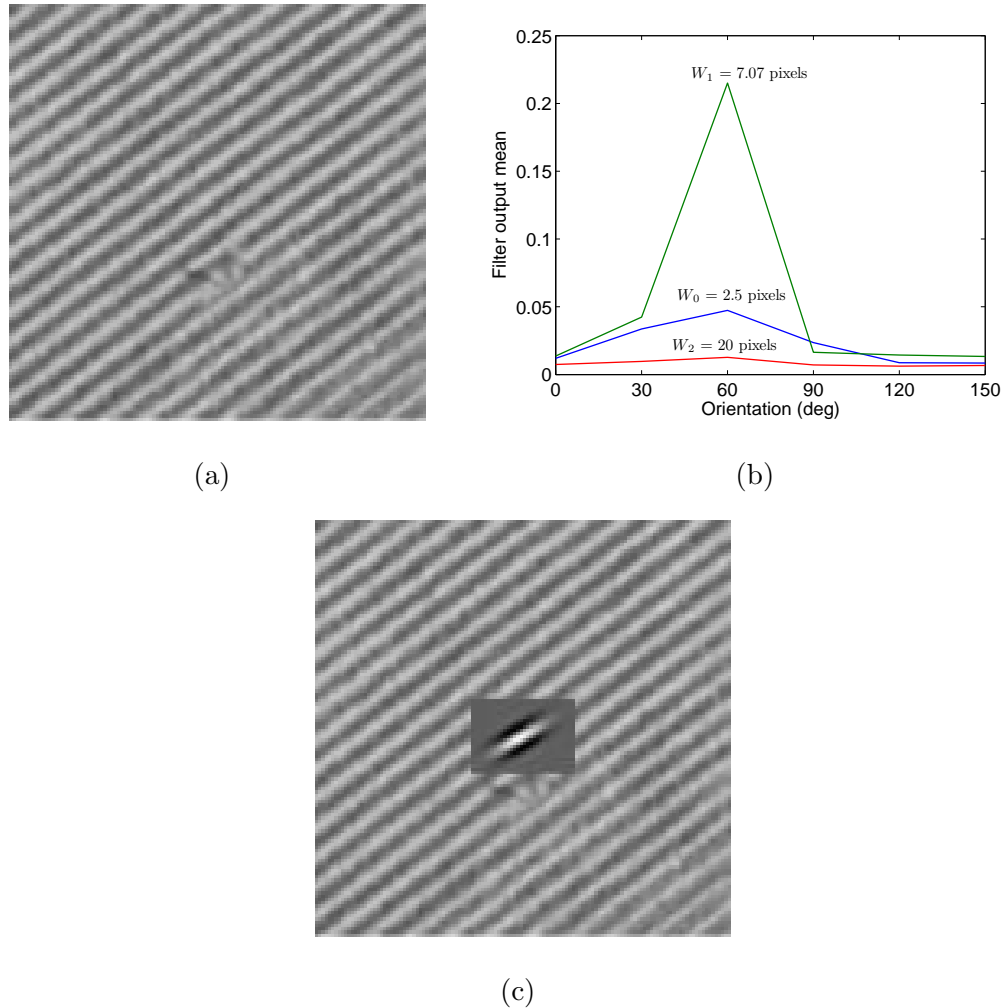 0.25
0.2
0.15
0.1
0.05
0
Filter output mean
W₁ = 7.07 pixels
W₀ = 2.5 pixels
W₂ = 20 pixels
0 30 60 90 120 150
Orientation (deg)
(a)
(b)
(c)